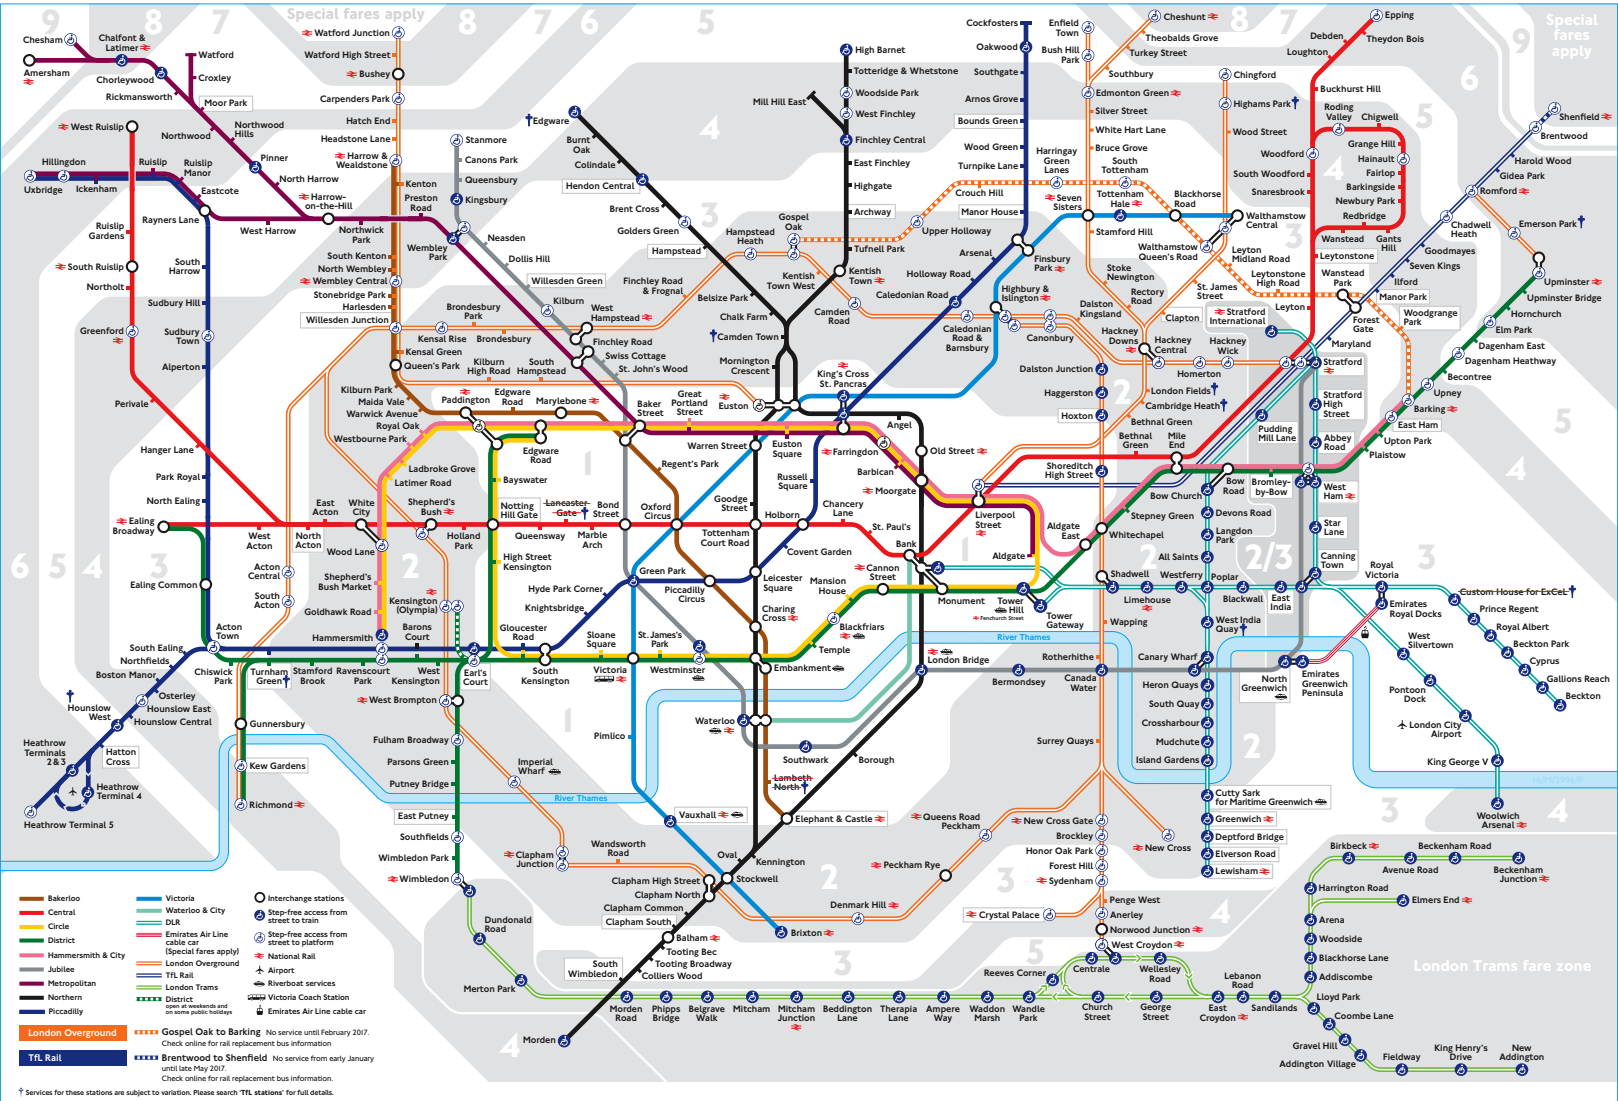 9
8
7
Special fares apply
8
7
6
5
8
7
Special
fares
apply
9
6
Chesham
Chalfont &
Latimer
Watford
Watford Junction
Watford High Street
Amersham
Chorleywood
Croxley
Bushey
Rickmansworth
Moor Park
Carpenders Park
Hatch End
Northwood
Northwood
Hills
Headstone Lane
West Ruislip
Harrow &
Wealdstone
Pinner
Hillingdon
Ruislip
Ruislip
Manor
North Harrow
Kenton
Uxbridge
Ickenham
Eastcote
Harrow-
on-the-Hill
Preston
Road
Rayners Lane
West Harrow
Northwick
Park
Ruislip
Gardens
South Kenton
South
Harrow
North Wembley
South Ruislip
Wembley Central
Northolt
Stonebridge Park
Sudbury Hill
Harlesden
Willesden Junction
Greenford
Sudbury
Town
Kensal Green
Alperton
Queen's Park
Perivale
Kilburn Park
Maida Vale
Warwick Avenue
Royal Oak
Westbourne Park
Hanger Lane
Park Royal
North Ealing
Stanmore
Canons Park
Queensbury
Kingsbury
Wembley
Park
Neasden
Dollis Hill
Willesden Green
Kilburn
West
Hampstead
Finchley Road
Swiss Cottage
St. John's Wood
Brondesbury
Park
Kensal Rise
Brondesbury
Kilburn
High Road
South
Hampstead
Edgware
Burnt
Oak
Colindale
Hendon Central
Brent Cross
Golders Green
Hampstead
Hampstead
Heath
Gospel
Oak
Finchley Road
& Frognal
Belsize Park
Chalk Farm
Camden Town
Mornington
Crescent
Kentish
Town West
Camden
Road
Mill Hill East
High Barnet
Totteridge & Whetstone
Woodside Park
West Finchley
Finchley Central
East Finchley
Highgate
Archway
Tufnell Park
Kentish
Town
Cockfosters
Oakwood
Southgate
Arnos Grove
Bounds Green
Wood Green
Turnpike Lane
Manor House
Arsenal
Holloway Road
Caledonian Road
Finsbury
Park
Highbury &
Islington
Caledonian
Road &
Barnsbury
Canonbury
Crouch Hill
Upper Holloway
Harringay
Green
Lanes
South
Tottenham
Enfield
Town
Bush Hill
Park
Cheshunt
Theobalds Grove
Turkey Street
Southbury
Edmonton Green
Silver Street
White Hart Lane
Bruce Grove
Seven
Sisters
Tottenham
Hale
Blackhorse
Road
Stamford Hill
Stoke
Newington
Rectory
Road
Clapton
Walthamstow
Central
Walthamstow
Queen's Road
Chingford
Highams Park
Wood Street
St. James
Street
Leyton
Midland Road
Leytonstone
High Road
Epping
Debden
Theydon Bois
Loughton
Buckhurst Hill
Roding
Valley
Chigwell
Grange Hill
Hainault
Fairlop
Barkingside
Newbury Park
Redbridge
Gants
Hill
Wanstead
Woodford
South Woodford
Snaresbrook
Leytonstone
Leyton
Wanstead
Park
Manor Park
Woodgrange
Park
Forest
Gate
Maryland
Shenfield
Brentwood
Harold Wood
Gidea Park
Romford
Emerson Park
Chadwell
Heath
Goodmayes
Seven Kings
Ilford
Upminster
Upminster Bridge
Hornchurch
Elm Park
Dagenham East
Dagenham Heathway
Becontree
Upney
Barking
East Ham
Upton Park
Plaistow
Stratford
International
Stratford
Stratford
High
Street
Abbey
Road
West
Ham
Star
Lane
Canning
Town
Pudding
Mill Lane
Hackney
Downs
Hackney
Central
Hackney
Wick
Homerton
London Fields
Cambridge Heath
Bethnal Green
Dalston
Kingsland
Dalston Junction
Haggerston
Hoxton
Shoreditch
High Street
Bethnal
Green
Mile
End
Bow Church
Bow
Road
Bromley-
by-Bow
Devons Road
Langdon
Park
All Saints
Poplar
Stepney Green
Whitechapel
Paddington
Edgware
Road
Marylebone
Baker
Street
Great
Portland
Street
Euston
King's Cross
St. Pancras
Angel
Old Street
Warren Street
Euston
Square
Farringdon
Barbican
Moorgate
Liverpool
Street
Aldgate
Aldgate
East
Edgware
Road
Bayswater
Regent's Park
Russell
Square
Goodge
Street
Chancery
Lane
St. Paul's
Bank
Holborn
Tottenham
Court Road
Oxford
Circus
Bond
Street
Lancaster
Gate
Marble
Arch
Queensway
Notting
Hill Gate
Holland
Park
Shepherd's
Bush
White
City
East
Acton
North
Acton
West
Acton
Ealing
Broadway
Ealing Common
Ladbroke Grove
Latimer Road
Wood Lane
Shepherd's
Bush Market
Goldhawk Road
Hammersmith
Acton
Central
South
Acton
Kensington
(Olympia)
Barons
Court
High Street
Kensington
Gloucester
Road
Hyde Park Corner
Knightsbridge
Green Park
Piccadilly
Circus
Leicester
Square
Covent Garden
Charing
Cross
Mansion
House
Cannon
Street
Monument
Tower
Hill
Fenchurch Street
Tower
Gateway
Blackfriars
Temple
Embankment
Sloane
Square
St. James's
Park
Victoria
Westminster
South
Kensington
Earl's
Court
West
Kensington
Ravenscourt
Park
Stamford
Brook
Turnham
Green
Chiswick
Park
Acton
Town
South Ealing
Northfields
Boston Manor
Osterley
Hounslow East
Hounslow Central
Hounslow
West
Hatton
Cross
Heathrow
Terminals
2 & 3
Heathrow
Terminal 4
Heathrow Terminal 5
Gunnersbury
Kew Gardens
Richmond
West Brompton
Fulham Broadway
Parsons Green
Putney Bridge
East Putney
Southfields
Wimbledon Park
Wimbledon
Imperial
Wharf
Clapham
Junction
Wandsworth
Road
Clapham High Street
Clapham North
Clapham Common
Clapham South
Balham
Tooting Bec
Tooting Broadway
Colliers Wood
South
Wimbledon
Morden
Pimlico
Vauxhall
Oval
Kennington
Stockwell
Brixton
Waterloo
Southwark
Lambeth
North
Elephant & Castle
Borough
London Bridge
Bermondsey
Canada
Water
Rotherhithe
Wapping
Shadwell
Limehouse
Westferry
Blackwall
East
India
West India
Quay
Canary Wharf
Heron Quays
South Quay
Crossharbour
Mudchute
Island Gardens
Cutty Sark
for Maritime Greenwich
Greenwich
Deptford Bridge
Elverson Road
Lewisham
North
Greenwich
Emirates
Greenwich
Peninsula
Royal
Victoria
Emirates
Royal Docks
Custom House for ExCeL
Prince Regent
Royal Albert
Beckton Park
Cyprus
Gallions Reach
Beckton
West
Silvertown
Pontoon
Dock
London City
Airport
King George V
Woolwich
Arsenal
River Thames
River Thames
Surrey Quays
Queens Road
Peckham
Peckham Rye
Denmark Hill
New Cross Gate
New Cross
Brockley
Honor Oak Park
Forest Hill
Sydenham
Crystal Palace
Penge West
Anerley
Norwood Junction
West Croydon
Dundonald
Road
Merton Park
Morden
Road
Phipps
Bridge
Belgrave
Walk
Mitcham
Mitcham
Junction
Beddington
Lane
Therapia
Lane
Ampere
Way
Waddon
Marsh
Wandle
Park
Reeves Corner
Centrale
Wellesley
Road
Church
Street
George
Street
East
Croydon
Lebanon
Road
Sandilands
Lloyd Park
Coombe Lane
Gravel Hill
Addington Village
Fieldway
King Henry's
Drive
New
Addington
Addiscombe
Blackhorse Lane
Woodside
Arena
Harrington Road
Elmers End
Birkbeck
Avenue Road
Beckenham Road
Beckenham
Junction
London Trams fare zone
Bakerloo
Central
Circle
District
Hammersmith & City
Jubilee
Metropolitan
Northern
Piccadilly
Victoria
Waterloo & City
DLR
Emirates Air Line
cable car
(Special fares apply)
London Overground
TfL Rail
London Trams
District
open at weekends and
on some public holidays
Interchange stations
Step-free access from
street to train
Step-free access from
street to platform
National Rail
Airport
Riverboat services
Victoria Coach Station
Emirates Air Line cable car
London Overground
Gospel Oak to Barking No service until February 2017.
Check online for rail replacement bus information
TfL Rail
Brentwood to Shenfield No service from early January
until late May 2017.
Check online for rail replacement bus information.
† Services for these stations are subject to variation. Please search 'TfL stations' for full details.